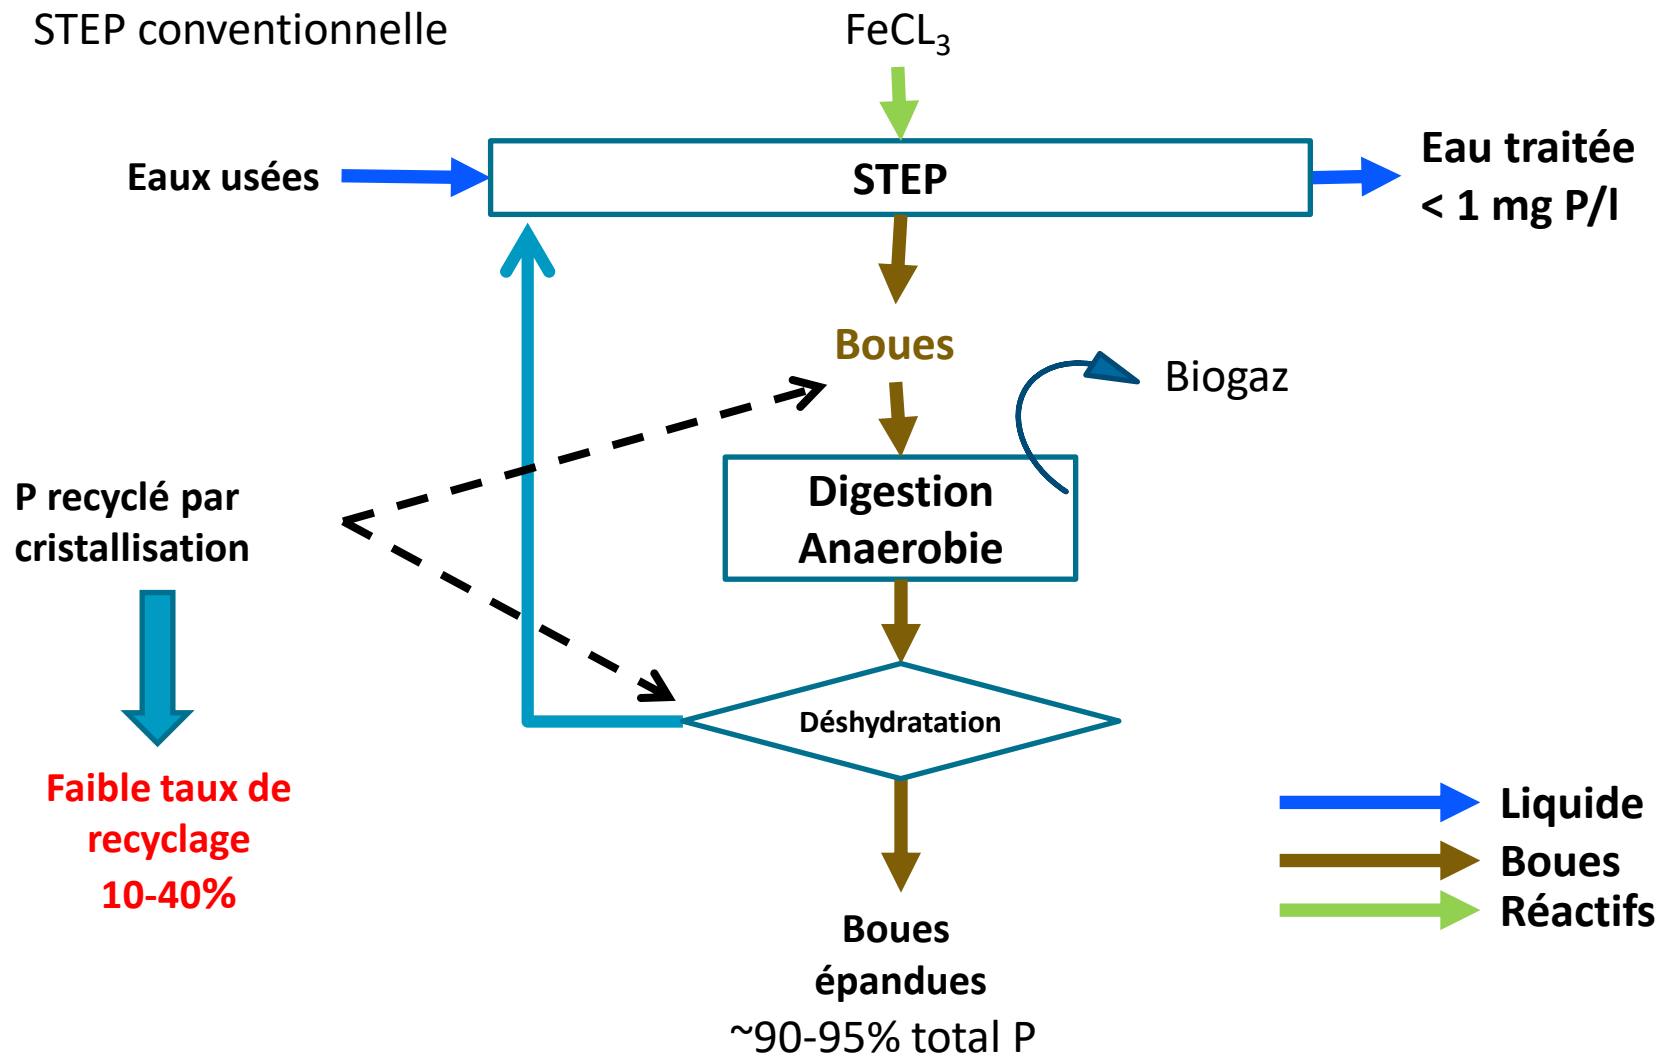 STEP conventionnelle
FeCL₃
Eaux usées
STEP
Eau traitée
< 1 mg P/l
Boues
Biogaz
Digestion
Anaerobie
P recyclé par
cristallisation
Déshydratation
Faible taux de
recyclage
10-40%
Liquide
Boues
Réactifs
Boues
épandues
~90-95% total P